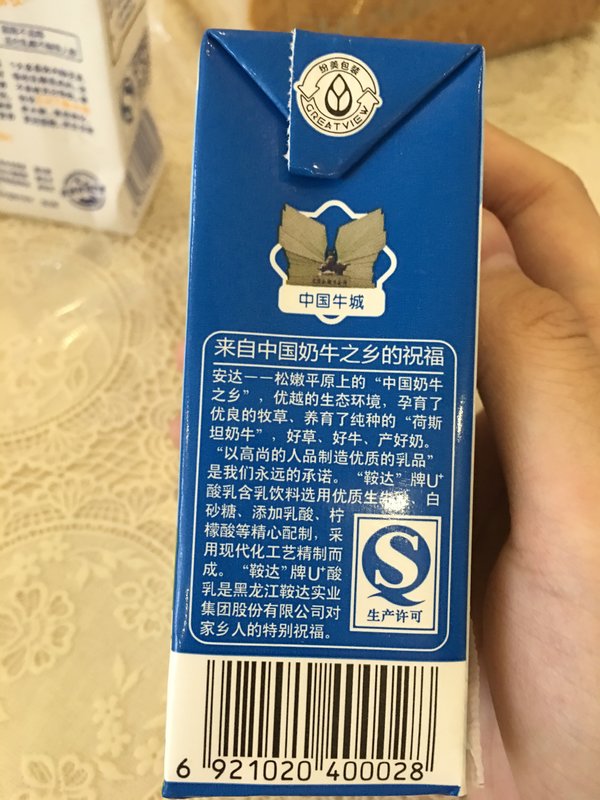 纷美包装
GREATVIEW
中国牛城
来自中国奶牛之乡的祝福
安达——松嫩平原上的“中国奶牛
之乡”，优越的生态环境，孕育了
优良的牧草、养育了纯种的“荷斯
坦奶牛”，好草、好牛、产好奶。
“以高尚的人品制造优质的乳品”
是我们永远的承诺。“鞍达”牌U⁺
酸乳含乳饮料选用优质生牛、白
砂糖、添加乳酸、柠
檬酸等精心配制，采
用现代化工艺精制而
成。“鞍达”牌U⁺酸
乳是黑龙江鞍达实业
集团股份有限公司对
家乡人的特别祝福。
S
生产许可
6 921020 400028